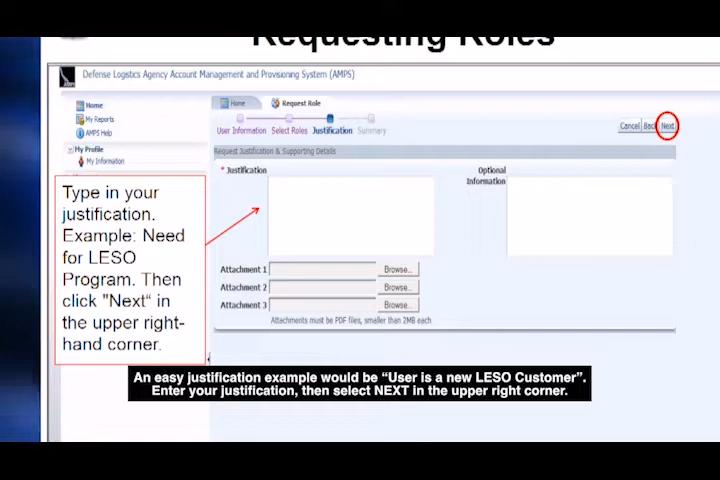 Requesting Roles
Defense Logistics Agency Account Management and Provisioning System (AMPS)
Home
My Reports
AMPS Help
My Profile
My Information
Home
Request Role
User Information
Select Roles
Justification
Summary
Cancel
Back
Next
Request Justification & Supporting Details
* Justification
Optional
Information
Attachment 1
Browse...
Attachment 2
Browse...
Attachment 3
Browse...
Attachments must be PDF files, smaller than 2MB each
Type in your
justification.
Example: Need
for LESO
Program. Then
click "Next“ in
the upper right-
hand corner.
An easy justification example would be “User is a new LESO Customer”.
Enter your justification, then select NEXT in the upper right corner.